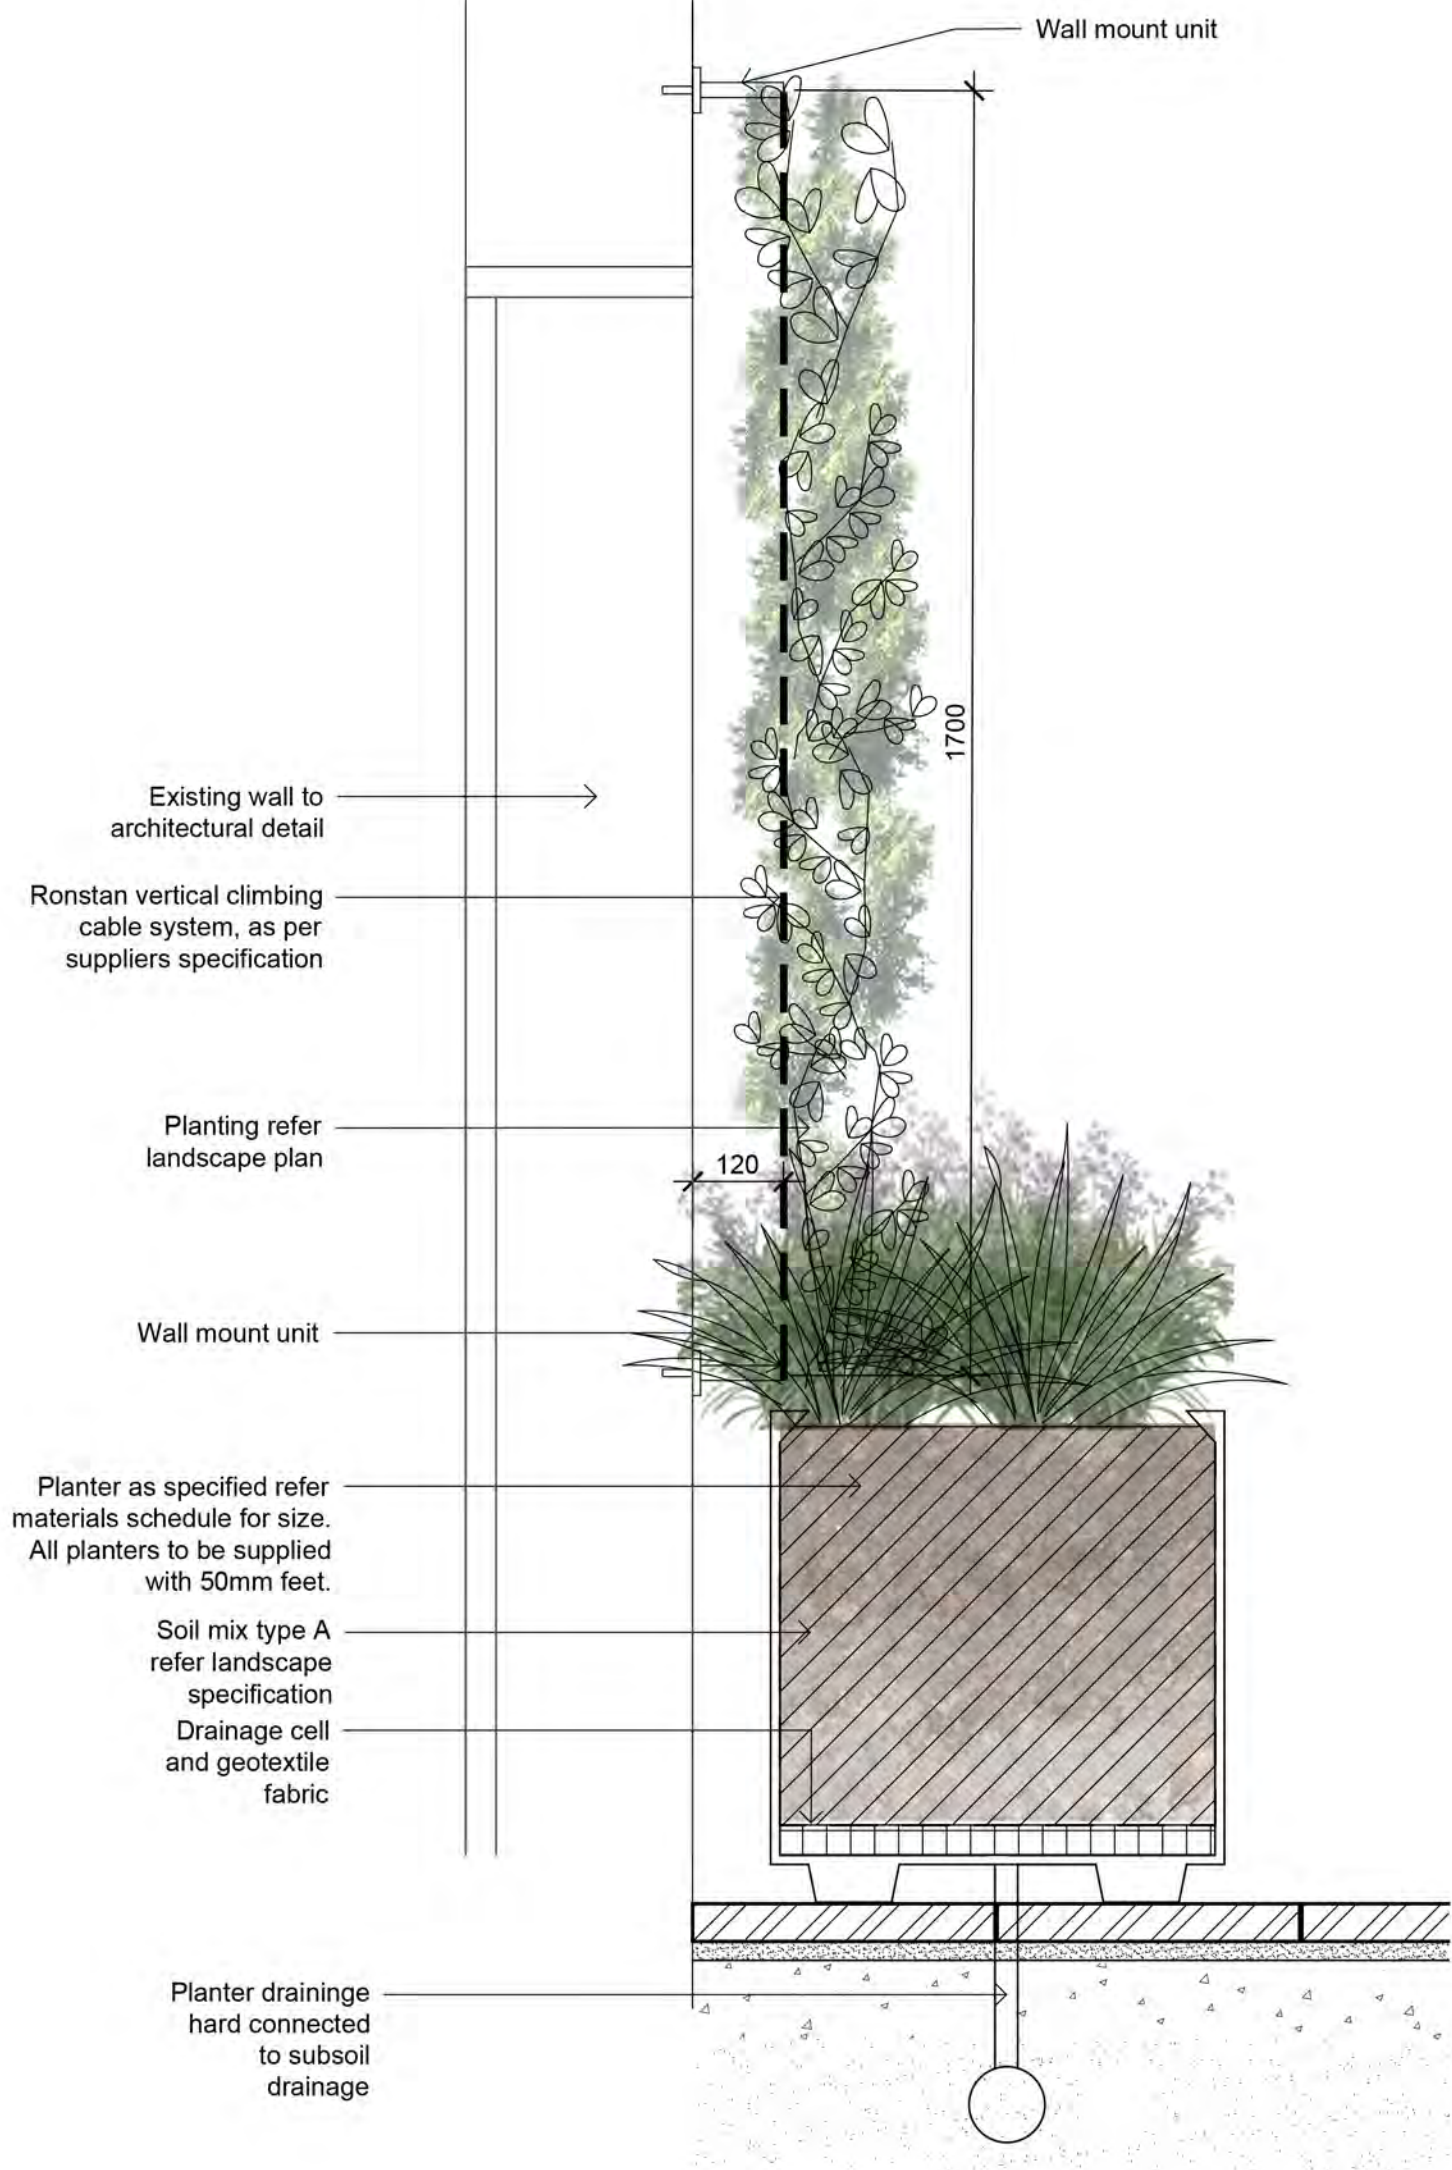 Wall mount unit
1700
Existing wall to
architectural detail
Ronstan vertical climbing
cable system, as per
suppliers specification
Planting refer
landscape plan
120
Wall mount unit
Planter as specified refer
materials schedule for size.
All planters to be supplied
with 50mm feet.
Soil mix type A
refer landscape
specification
Drainage cell
and geotextile
fabric
Planter draininge
hard connected
to subsoil
drainage